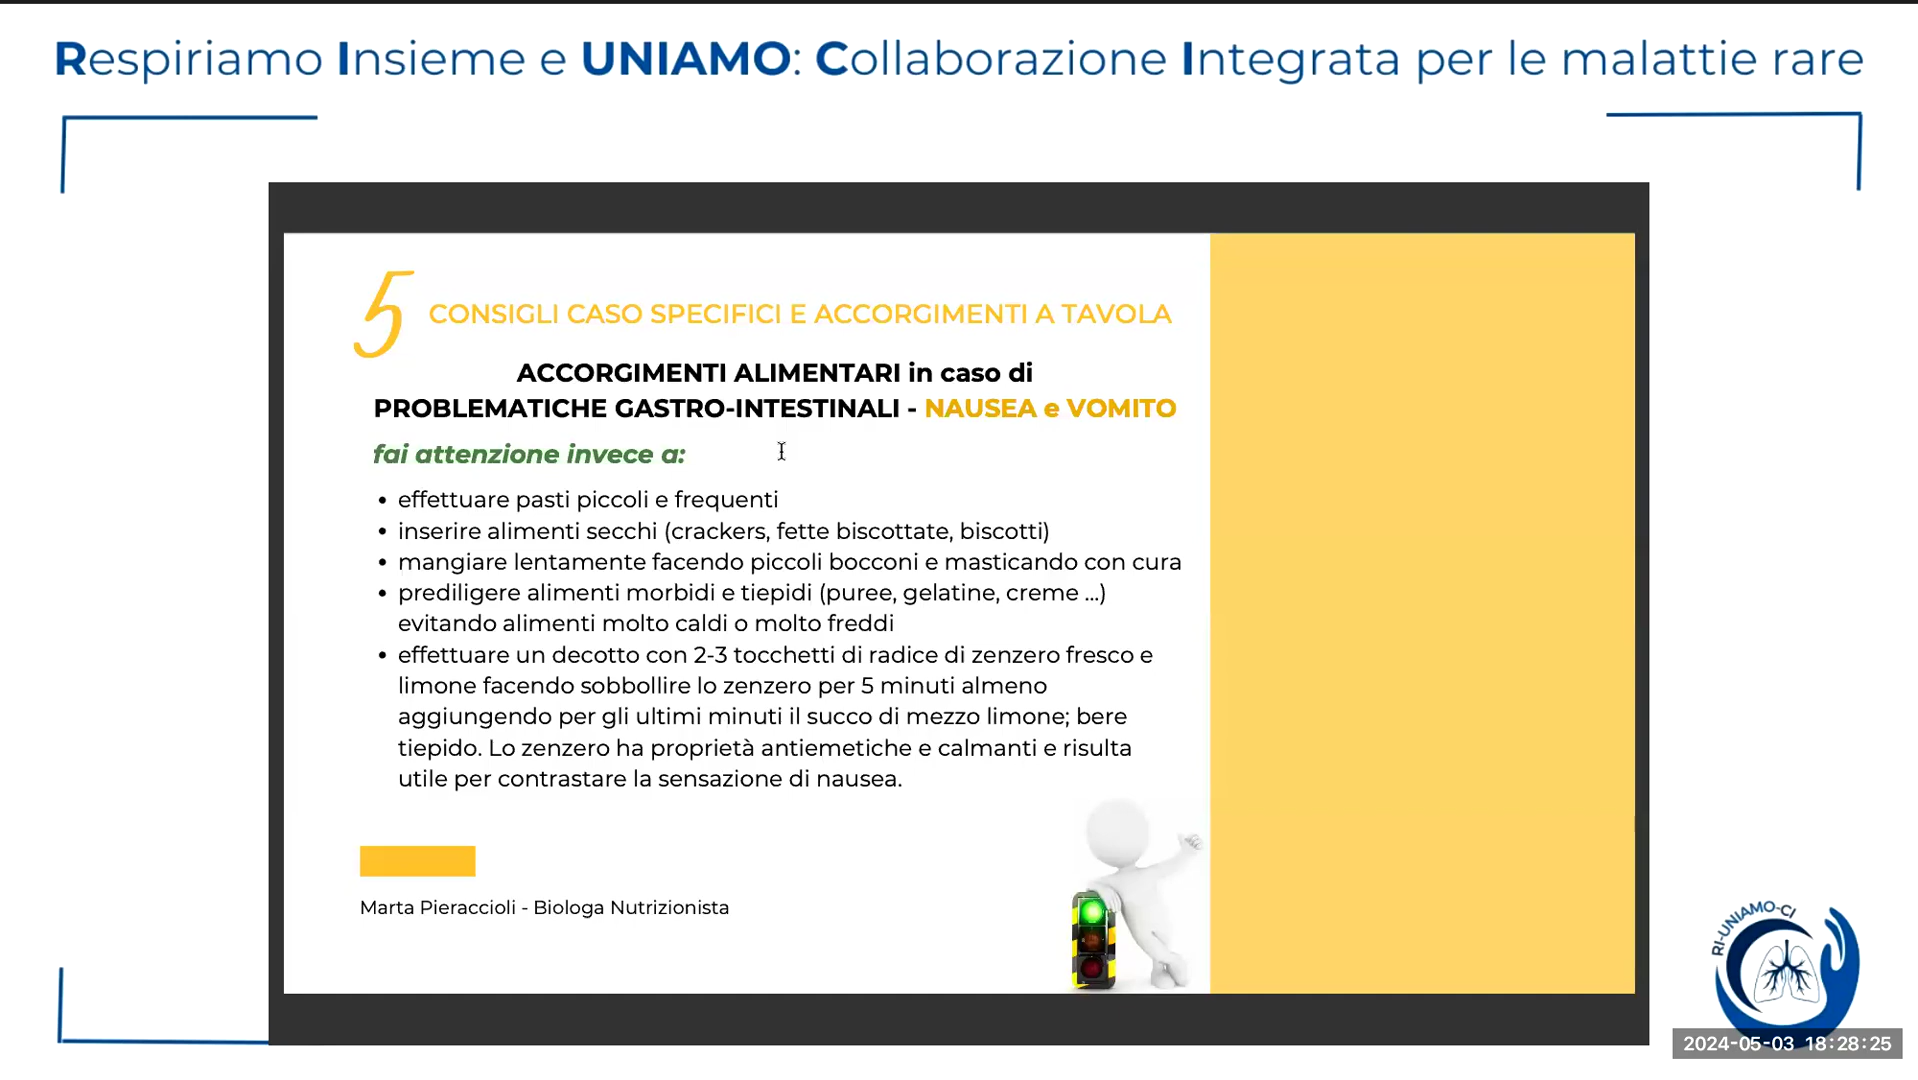 Respiriamo Insieme e UNIAMO: Collaborazione Integrata per le malattie rare
5 CONSIGLI CASO SPECIFICI E ACCORGIMENTI A TAVOLA
ACCORGIMENTI ALIMENTARI in caso di
PROBLEMATICHE GASTRO-INTESTINALI - NAUSEA e VOMITO
fai attenzione invece a:
• effettuare pasti piccoli e frequenti
• inserire alimenti secchi (crackers, fette biscottate, biscotti)
• mangiare lentamente facendo piccoli bocconi e masticando con cura
• prediligere alimenti morbidi e tiepidi (puree, gelatine, creme ...)
evitando alimenti molto caldi o molto freddi
• effettuare un decotto con 2-3 tocchetti di radice di zenzero fresco e
limone facendo sobbollire lo zenzero per 5 minuti almeno
aggiungendo per gli ultimi minuti il succo di mezzo limone; bere
tiepido. Lo zenzero ha proprietà antiemetiche e calmanti e risulta
utile per contrastare la sensazione di nausea.
Marta Pieraccioli - Biologa Nutrizionista
RI-UNIAMO-CI
2024-05-03 18:28:25